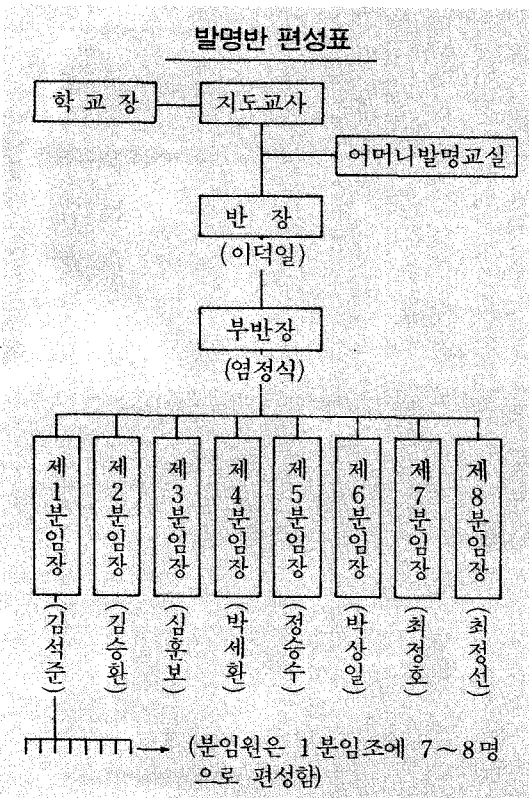 발명반 편성표
학 교 장
지도교사
어머니발명교실
반 장
(이덕일)
부반장
(염정식)
제1분임장
제2분임장
제3분임장
제4분임장
제5분임장
제6분임장
제7분임장
제8분임장
(김석준)
(김승환)
(심훈보)
(박세환)
(정승수)
(박상일)
(최정호)
(최정선)
(분임원은 1분임조에 7～8명
으로 편성함)